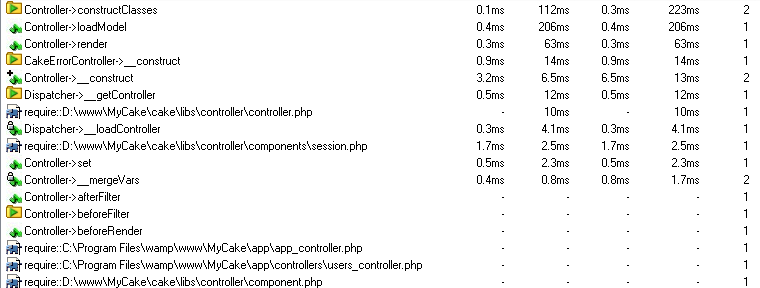 Controller->constructClasses 0.1ms 112ms 0.3ms 223ms 2
Controller->loadModel 0.4ms 206ms 0.4ms 206ms 1
Controller->render 0.3ms 63ms 0.3ms 63ms 1
CakeErrorController->__construct 0.9ms 14ms 0.9ms 14ms 1
Controller->__construct 3.2ms 6.5ms 6.5ms 13ms 2
Dispatcher->__getController 0.5ms 12ms 0.5ms 12ms 1
require::D:\www\MyCake\cake\libs\controller\controller.php - 10ms - 10ms 1
Dispatcher->__loadController 0.3ms 4.1ms 0.3ms 4.1ms 1
require::D:\www\MyCake\cake\libs\controller\components\session.php 1.7ms 2.5ms 1.7ms 2.5ms 1
Controller->set 0.5ms 2.3ms 0.5ms 2.3ms 1
Controller->__mergeVars 0.4ms 0.8ms 0.8ms 1.7ms 2
Controller->afterFilter - - - - 1
Controller->beforeFilter - - - - 1
Controller->beforeRender - - - - 1
require::C:\Program Files\wamp\www\MyCake\app\app_controller.php - - - - 1
require::C:\Program Files\wamp\www\MyCake\app\controllers\users_controller.php - - - - 1
require::D:\www\MyCake\cake\libs\controller\component.php - - - - 1